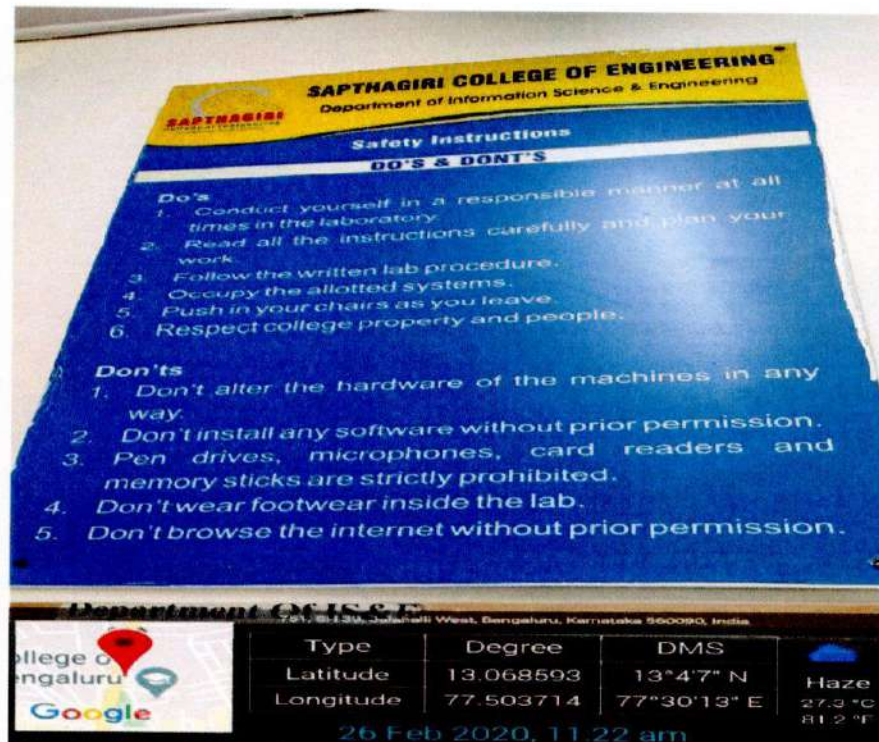 SAPTHAGIRI COLLEGE OF ENGINEERING
Department of Information Science & Engineering
SAPTHAGIRI
Safety Instructions
DO'S & DONT'S
Do's
1. Conduct yourself in a responsible manner at all
times in the laboratory.
2. Read all the instructions carefully and plan your
work.
3. Follow the written lab procedure.
4. Occupy the allotted systems.
5. Push in your chairs as you leave.
6. Respect college property and people.
Don'ts
1. Don't alter the hardware of the machines in any
way.
2. Don't install any software without prior permission.
3. Pen drives, microphones, card readers and
memory sticks are strictly prohibited.
4. Don't wear footwear inside the lab.
5. Don't browse the internet without prior permission.
Department Of IS&E
West, Bengaluru, Karnataka 560090, India
ollege o
engaluru
Google
Type Degree DMS
Latitude 13.068593 13°4'7" N
Longitude 77.503714 77°30'13" E
Haze
27.3 °C
81.2 °F
26 Feb 2020, 11.22 am